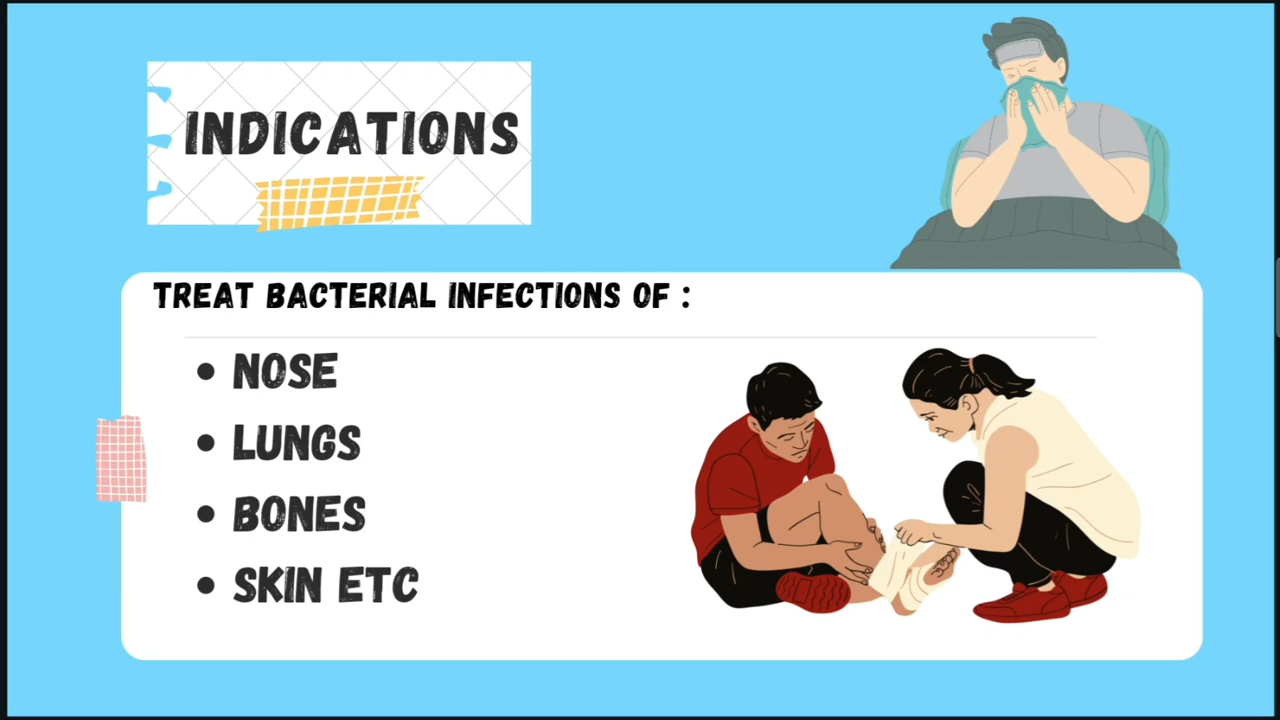 INDICATIONS
TREAT BACTERIAL INFECTIONS OF :
• NOSE
• LUNGS
• BONES
• SKIN ETC